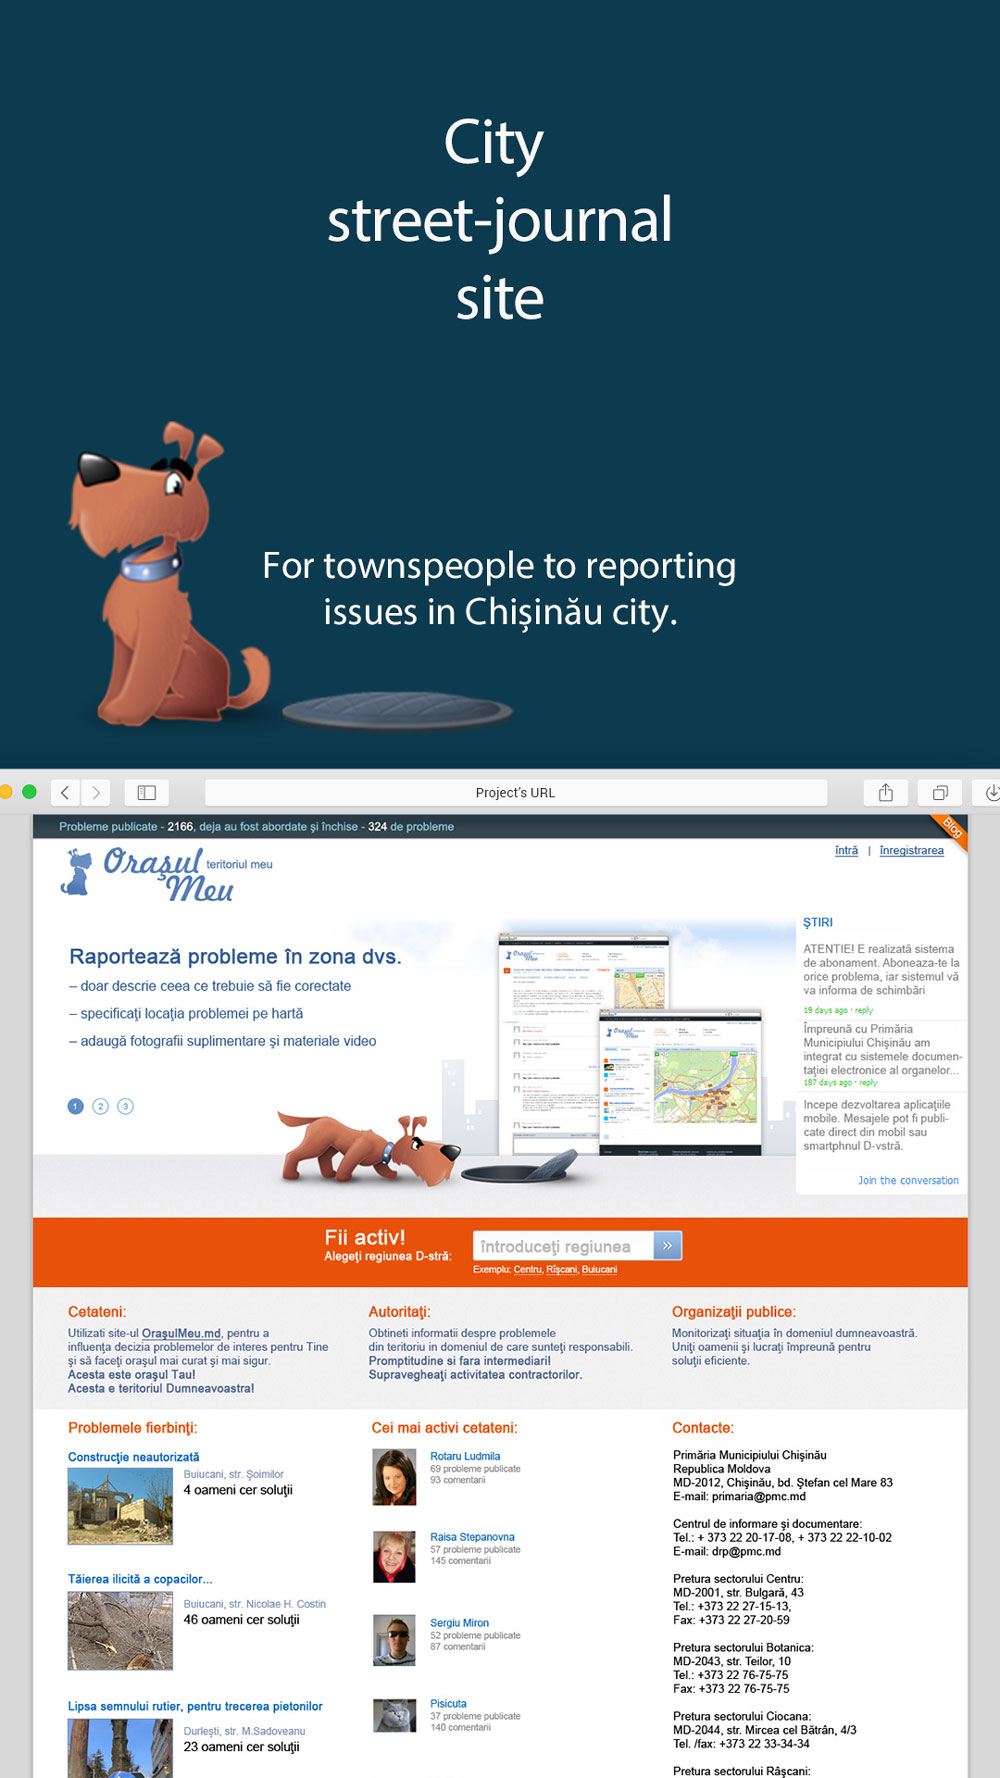 City
street-journal
site
For townspeople to reporting
issues in Chișinău city.
Project's URL
Probleme publicate - 2166, deja au fost abordate şi închise - 324 de probleme
Blog
Oraşul
Meu
teritoriul meu
întră | înregistrarea
Raportează probleme în zona dvs.
– doar descrie ceea ce trebuie să fie corectate
– specificaţi locaţia problemei pe hartă
– adaugă fotografii suplimentare şi materiale video
1 2 3
ŞTIRI
ATENTIE! E realizată sistema
de abonament. Aboneaza-te la
orice problema, iar sistemul vă
va informa de schimbări
19 days ago • reply
Împreună cu Primăria
Municipiului Chişinău am
integrat cu sistemele documen-
taţiei electronice al organelor...
187 days ago • reply
Incepe dezvoltarea aplicaţiile
mobile. Mesajele pot fi publi-
cate direct din mobil sau
smartphnul D-vstră.
Join the conversation
Fii activ!
Alegeţi regiunea D-stră:
întroduceţi regiunea
»
Exemplu: Centru, Rîşcani, Buiucani
Cetateni:
Utilizati site-ul OraşulMeu.md, pentru a
influenţa decizia problemelor de interes pentru Tine
şi să faceţi oraşul mai curat şi mai sigur.
Acesta este oraşul Tau!
Acesta e teritoriul Dumneavoastra!
Autoritaţi:
Obtineti informatii despre problemele
din teritoriu in domeniul de care sunteţi responsabili.
Promptitudine si fara intermediari!
Supravegheaţi activitatea contractorilor.
Organizaţii publice:
Monitorizaţi situaţia în domeniul dumneavoastră.
Uniţi oamenii şi lucraţi împreună pentru
soluţii eficiente.
Problemele fierbinţi:
Construcţie neautorizată
Buiucani, str. Şoimilor
4 oameni cer soluţii
Tăierea ilicită a copacilor...
Buiucani, str. Nicolae H. Costin
46 oameni cer soluţii
Lipsa semnului rutier, pentru trecerea pietonilor
Durleşti, str. M.Sadoveanu
23 oameni cer soluţii
Cei mai activi cetateni:
Rotaru Ludmila
69 probleme publicate
93 comentarii
Raisa Stepanovna
57 probleme publicate
145 comentarii
Sergiu Miron
52 probleme publicate
87 comentarii
Pisicuta
37 probleme publicate
140 comentarii
Contacte:
Primăria Municipiului Chişinău
Republica Moldova
MD-2012, Chişinău, bd. Ştefan cel Mare 83
E-mail: primaria@pmc.md
Centrul de informare şi documentare:
Tel.: + 373 22 20-17-08, + 373 22 22-10-02
E-mail: drp@pmc.md
Pretura sectorului Centru:
MD-2001, str. Bulgară, 43
Tel.: +373 22 27-15-13,
Fax: +373 22 27-20-59
Pretura sectorului Botanica:
MD-2043, str. Teilor, 10
Tel.: +373 22 76-75-75
Fax: +373 22 76-75-75
Pretura sectorului Ciocana:
MD-2044, str. Mircea cel Bătrân, 4/3
Tel. /fax: +373 22 33-34-34
Pretura sectorului Râşcani: